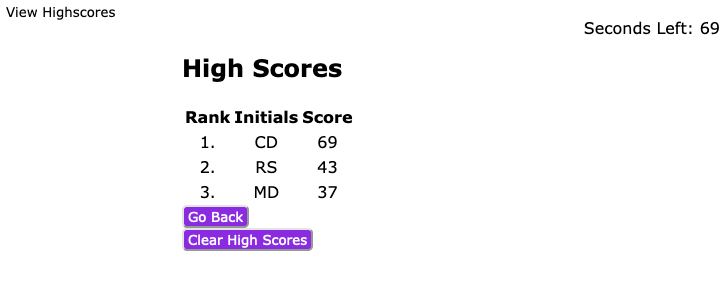 View Highscores
Seconds Left: 69
High Scores
Rank Initials Score
1. CD 69
2. RS 43
3. MD 37
Go Back
Clear High Scores